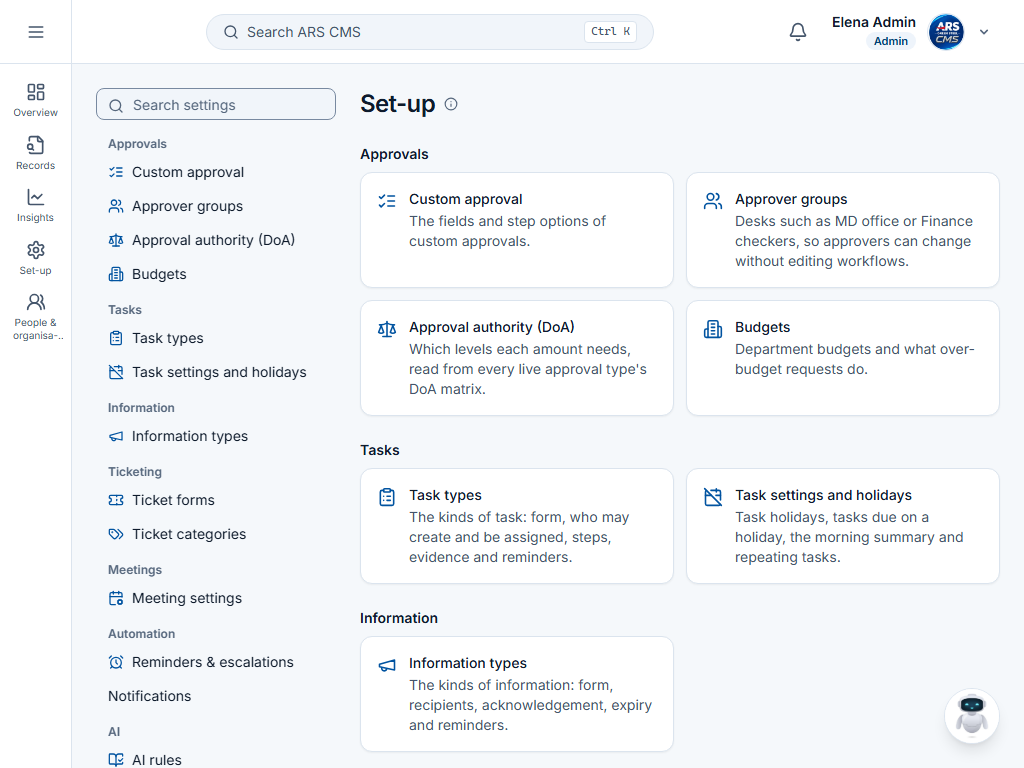 Search ARS CMS
Ctrl K
Elena Admin
Admin
ARS
CMS
Overview
Records
Insights
Set-up
People &
organisa-..
Search settings
Approvals
Custom approval
Approver groups
Approval authority (DoA)
Budgets
Tasks
Task types
Task settings and holidays
Information
Information types
Ticketing
Ticket forms
Ticket categories
Meetings
Meeting settings
Automation
Reminders & escalations
Notifications
AI
AI rules
Set-up
Approvals
Custom approval
The fields and step options of
custom approvals.
Approver groups
Desks such as MD office or Finance
checkers, so approvers can change
without editing workflows.
Approval authority (DoA)
Which levels each amount needs,
read from every live approval type's
DoA matrix.
Budgets
Department budgets and what over-
budget requests do.
Tasks
Task types
The kinds of task: form, who may
create and be assigned, steps,
evidence and reminders.
Task settings and holidays
Task holidays, tasks due on a
holiday, the morning summary and
repeating tasks.
Information
Information types
The kinds of information: form,
recipients, acknowledgement, expiry
and reminders.